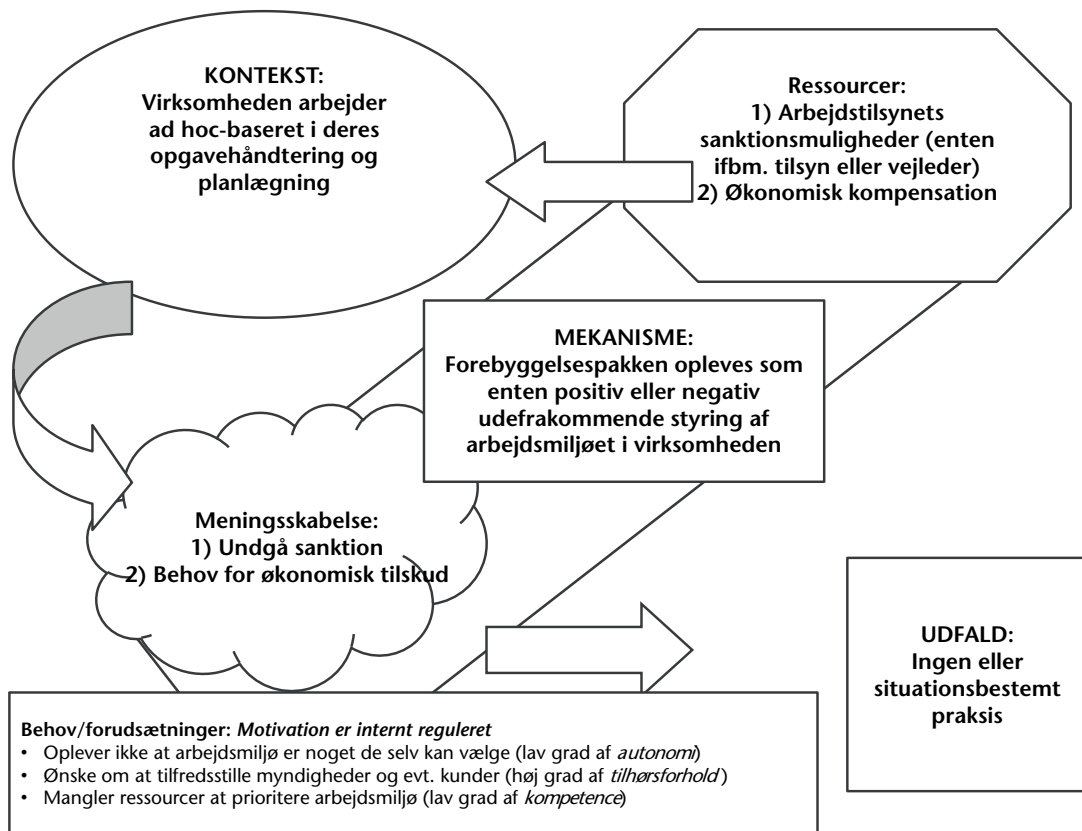 KONTEKST:
Virksomheden arbejder
ad hoc-baseret i deres
opgavehåndtering og
planlægning
Ressourcer:
1) Arbejdstilsynets
sanktionsmuligheder (enten
ifbm. tilsyn eller vejleder)
2) Økonomisk kompensation
MEKANISME:
Forebyggelsespakken opleves som
enten positiv eller negativ
udefrakommende styring af
arbejdsmiljøet i virksomheden
Meningsskabelse:
1) Undgå sanktion
2) Behov for økonomisk tilskud
UDFALD:
Ingen eller
situationsbestemt
praksis
Behov/forudsætninger: Motivation er internt reguleret
• Oplever ikke at arbejdsmiljø er noget de selv kan vælge (lav grad af autonomi)
• Ønske om at tilfredsstille myndigheder og evt. kunder (høj grad af tilhørsforhold)
• Mangler ressourcer at prioritere arbejdsmiljø (lav grad af kompetence)